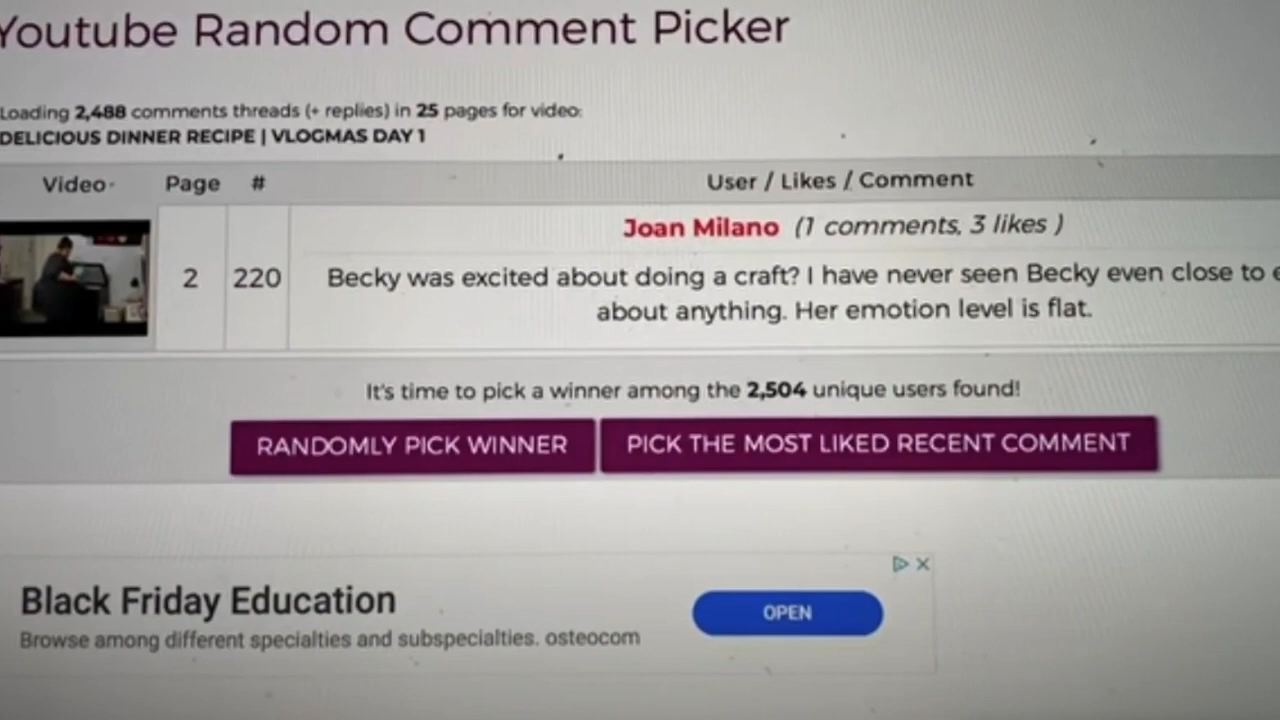 Youtube Random Comment Picker
Loading 2,488 comments threads (+ replies) in 25 pages for video:
DELICIOUS DINNER RECIPE | VLOGMAS DAY 1
Video Page # User / Likes / Comment
Joan Milano (1 comments, 3 likes )
2 220 Becky was excited about doing a craft? I have never seen Becky even close to
about anything. Her emotion level is flat.
It's time to pick a winner among the 2,504 unique users found!
RANDOMLY PICK WINNER PICK THE MOST LIKED RECENT COMMENT
Black Friday Education
OPEN
Browse among different specialties and subspecialties. osteocom